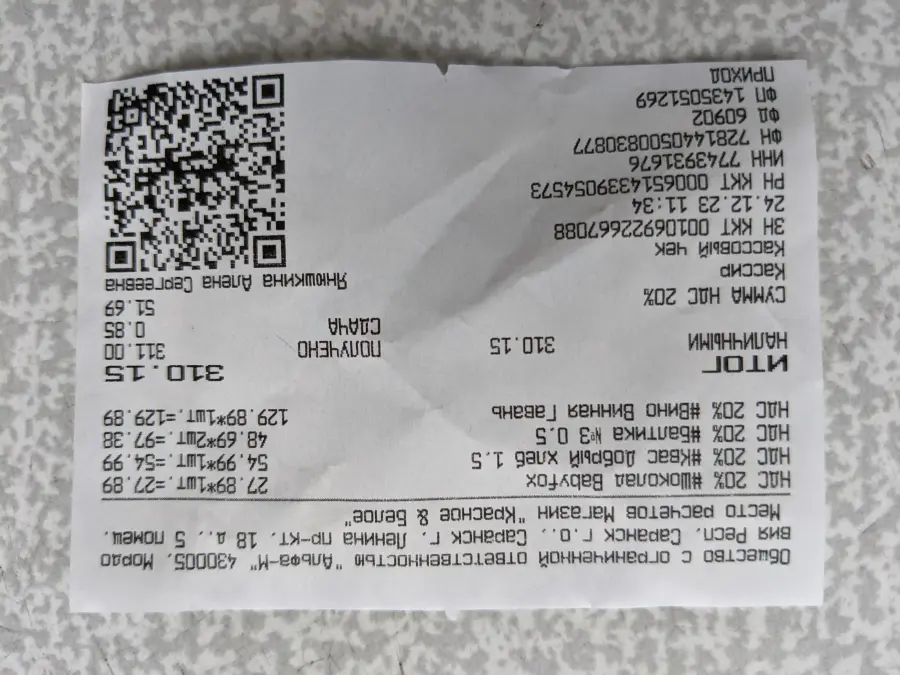 Общество с ограниченной ответственностью "Альфа-М". 430005. Мордо
вия Респ. Саранск г.о.. Саранск г. Ленина пр-кт. 18 д.. 5 помещ.
Место расчетов Магазин "Красное & Белое"
НДС 20% #Шоколад Babyfox 27.89*1шт.=27.89
НДС 20% #Квас Добрый хлеб 1.5 54.99*1шт.=54.99
НДС 20% #Балтика №3 0.5 48.69*2шт.=97.38
НДС 20% #Вино Винная Гавань 129.89*1шт.=129.89
ИТОГ 310.15
НАЛИЧНЫМИ 310.15 ПОЛУЧЕНО 311.00
СДАЧА 0.85
СУММА НДС 20% 51.69
Кассир Янюшкина Алена Сергеевна
Кассовый чек
ЗН ККТ 00106922667088
24.12.23 11:34
РН ККТ 0006514339054573
ИНН 7743931676
ФН 7281440500830877
ФД 60902
ФП 1435051269
ПРИХОД